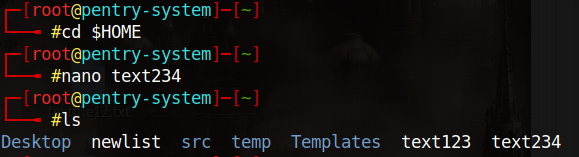 ┌─[root@pentry-system]─[~]
└──╼ #cd $HOME
┌─[root@pentry-system]─[~]
└──╼ #nano text234
┌─[root@pentry-system]─[~]
└──╼ #ls
Desktop  newlist  src  temp  Templates  text123  text234